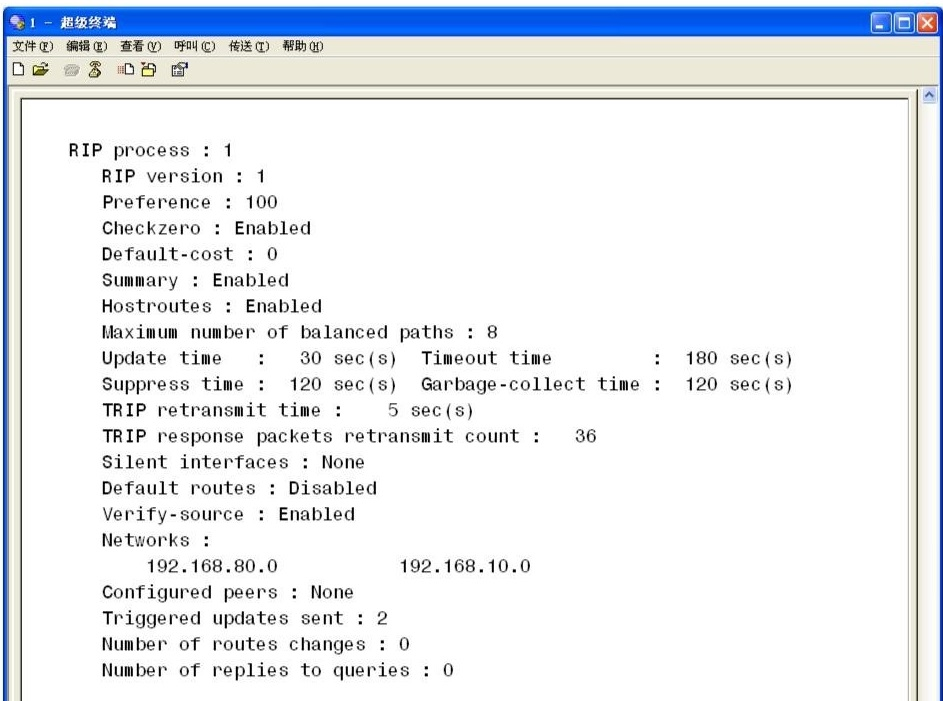 1 - 超级终端
文件(F) 编辑(E) 查看(V) 呼叫(C) 传送(T) 帮助(H)
RIP process : 1
RIP version : 1
Preference : 100
Checkzero : Enabled
Default-cost : 0
Summary : Enabled
Hostroutes : Enabled
Maximum number of balanced paths : 8
Update time : 30 sec(s) Timeout time : 180 sec(s)
Suppress time : 120 sec(s) Garbage-collect time : 120 sec(s)
TRIP retransmit time : 5 sec(s)
TRIP response packets retransmit count : 36
Silent interfaces : None
Default routes : Disabled
Verify-source : Enabled
Networks :
192.168.80.0 192.168.10.0
Configured peers : None
Triggered updates sent : 2
Number of routes changes : 0
Number of replies to queries : 0